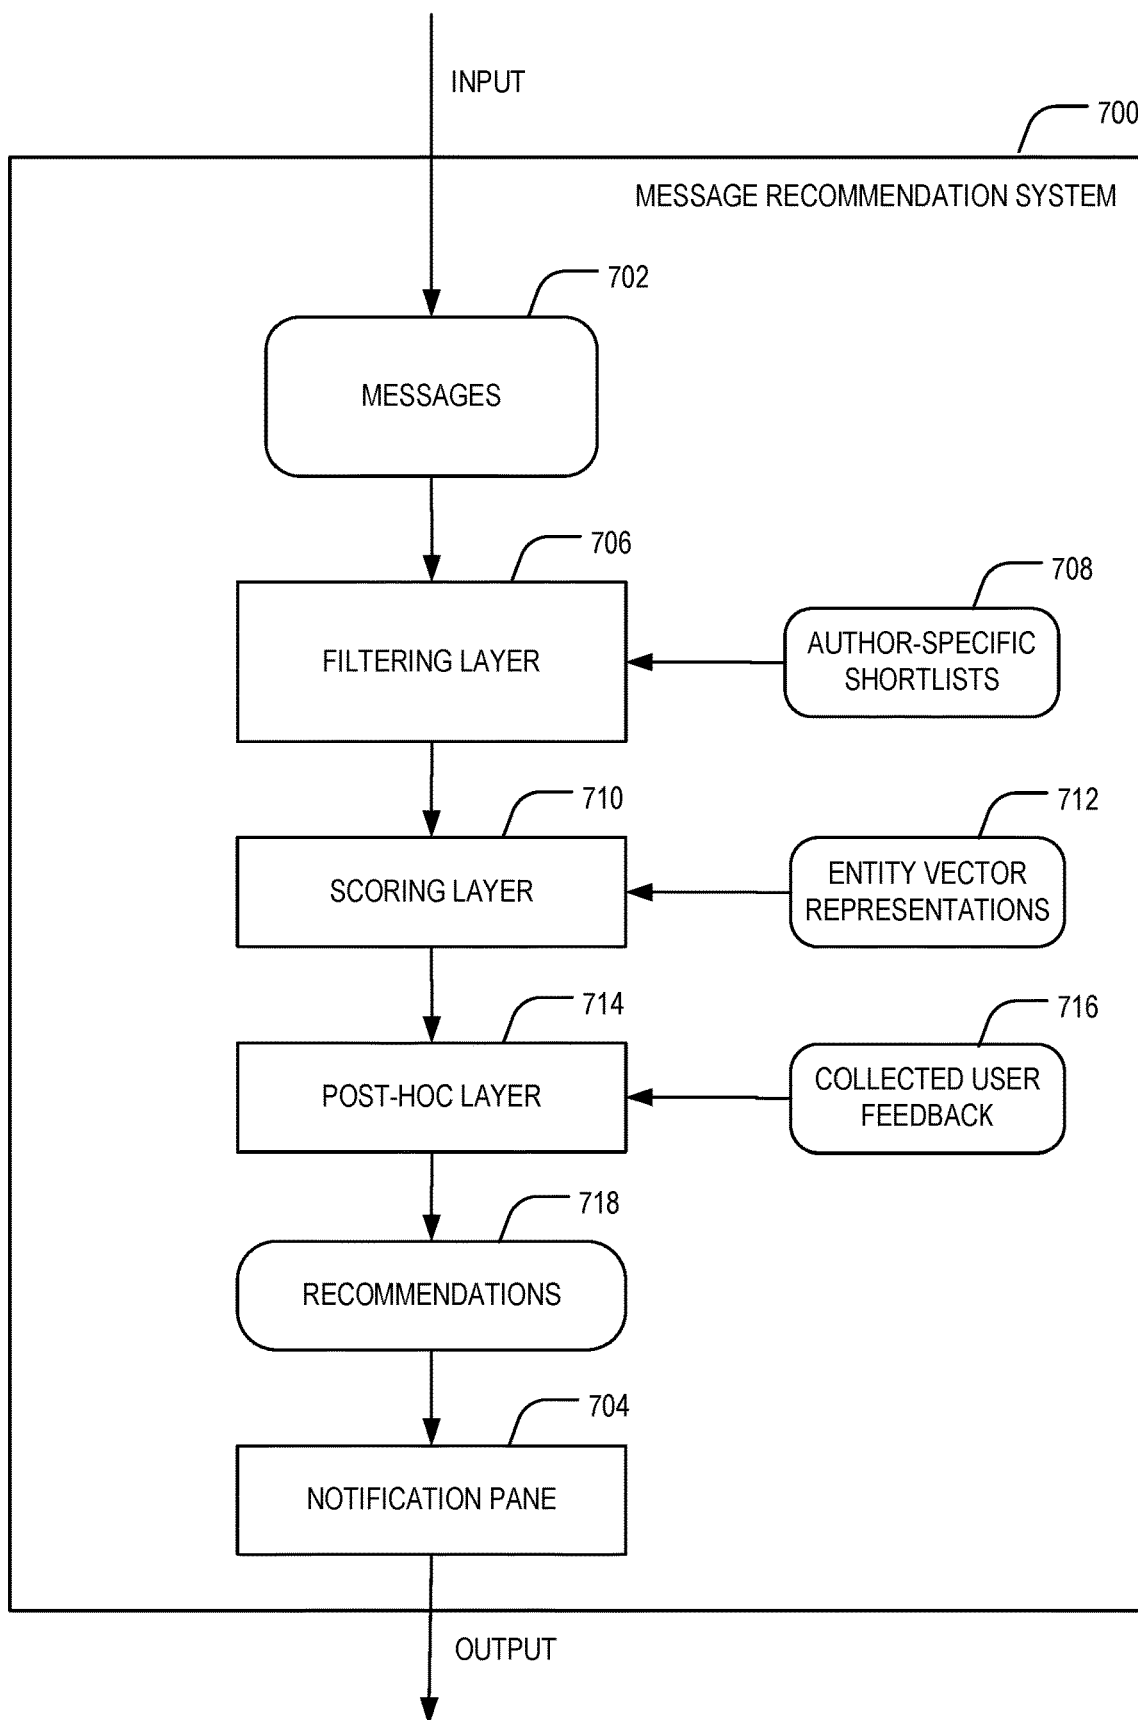 INPUT
700
MESSAGE RECOMMENDATION SYSTEM
702
MESSAGES
706
708
FILTERING LAYER
AUTHOR-SPECIFIC
SHORTLISTS
710
712
SCORING LAYER
ENTITY VECTOR
REPRESENTATIONS
714
716
POST-HOC LAYER
COLLECTED USER
FEEDBACK
718
RECOMMENDATIONS
704
NOTIFICATION PANE
OUTPUT